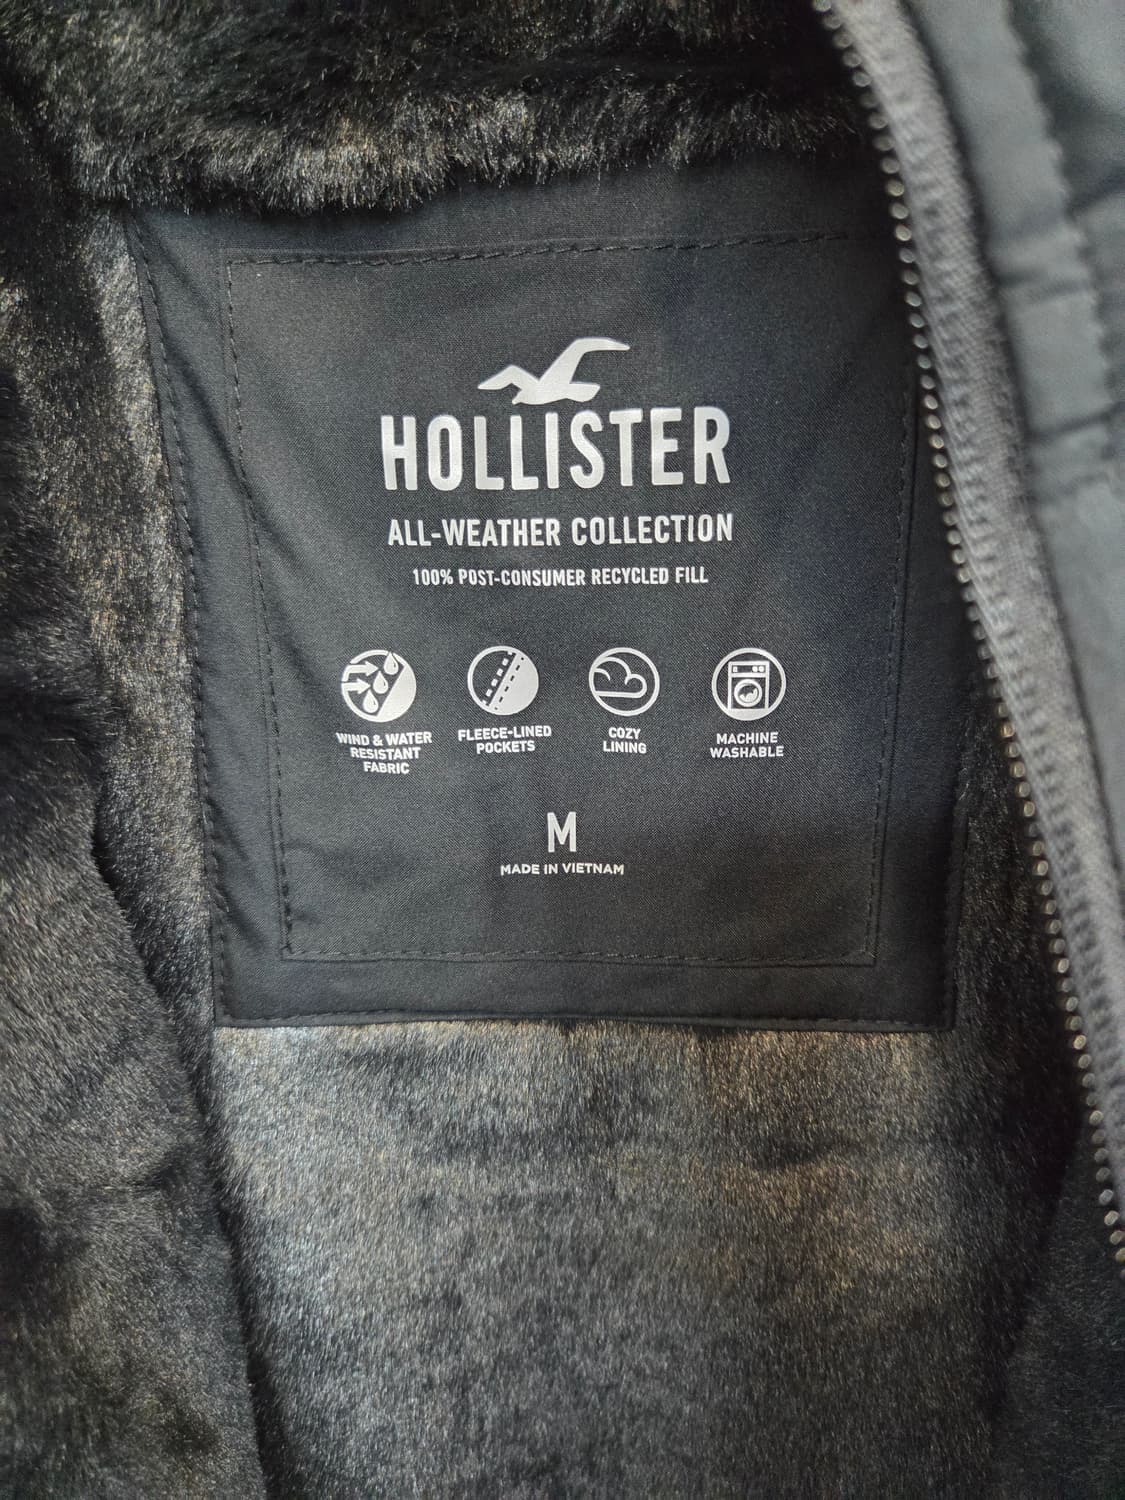 HOLLISTER
ALL-WEATHER COLLECTION
100% POST-CONSUMER RECYCLED FILL
WIND & WATER
RESISTANT
FABRIC
FLEECE-LINED
POCKETS
COZY
LINING
MACHINE
WASHABLE
M
MADE IN VIETNAM